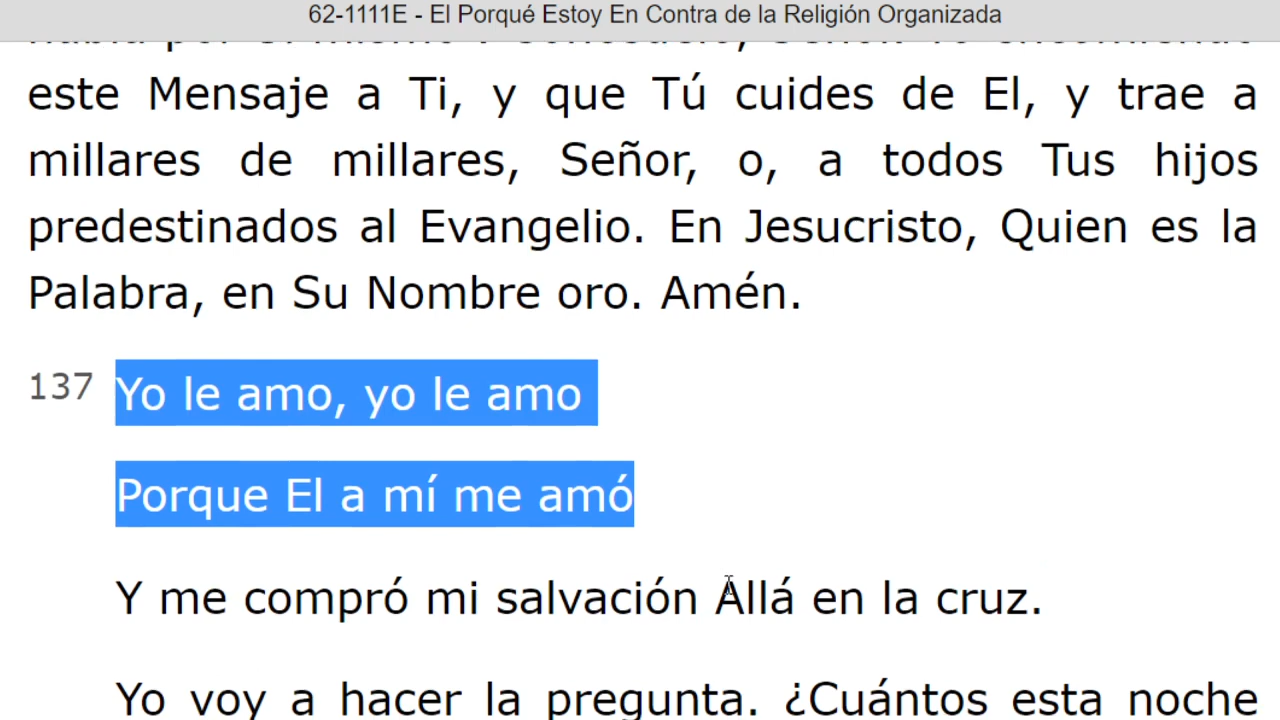 62-1111E - El Porqué Estoy En Contra de la Religión Organizada
este Mensaje a Ti, y que Tú cuides de El, y trae a
millares de millares, Señor, o, a todos Tus hijos
predestinados al Evangelio. En Jesucristo, Quien es la
Palabra, en Su Nombre oro. Amén.
137 Yo le amo, yo le amo
Porque El a mí me amó
Y me compró mi salvación Allá en la cruz.
Yo voy a hacer la pregunta. ¿Cuántos esta noche